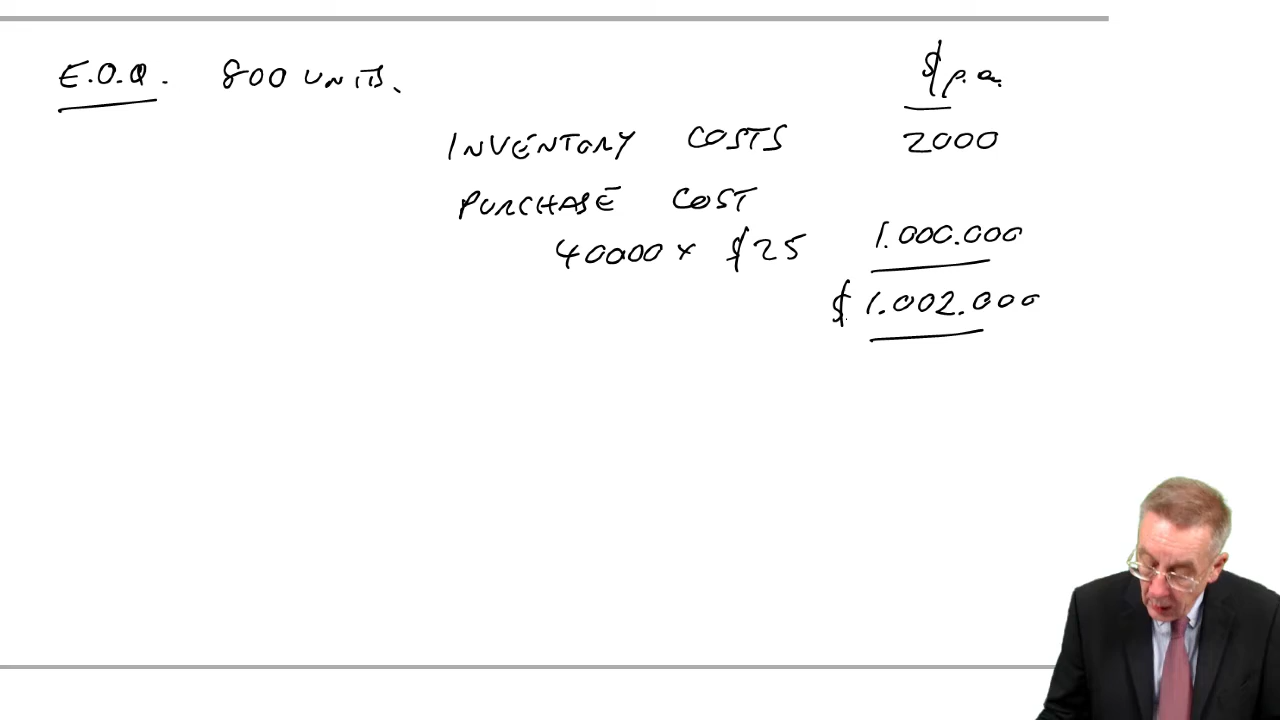 E.O.Q. 800 UNITS.
$ p.a.
INVENTORY COSTS 2000
PURCHASE COST
40000 × $25 1.000.000
$ 1.002.000